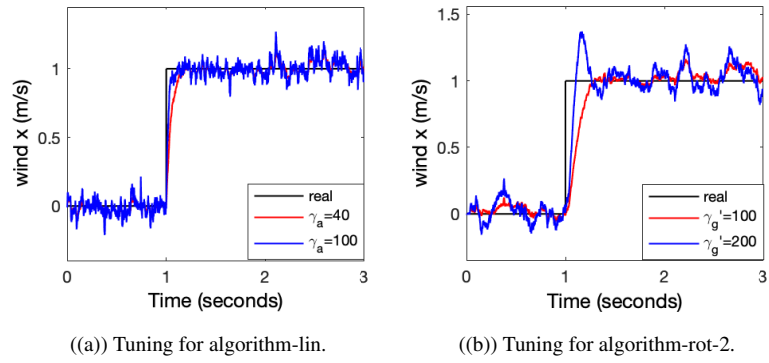 wind x (m/s)
1
0.5
0
real
γa=40
γa=100
0 1 2 3
Time (seconds)
((a)) Tuning for algorithm-lin.
wind x (m/s)
1.5
1
0.5
0
real
γg'=100
γg'=200
0 1 2 3
Time (seconds)
((b)) Tuning for algorithm-rot-2.